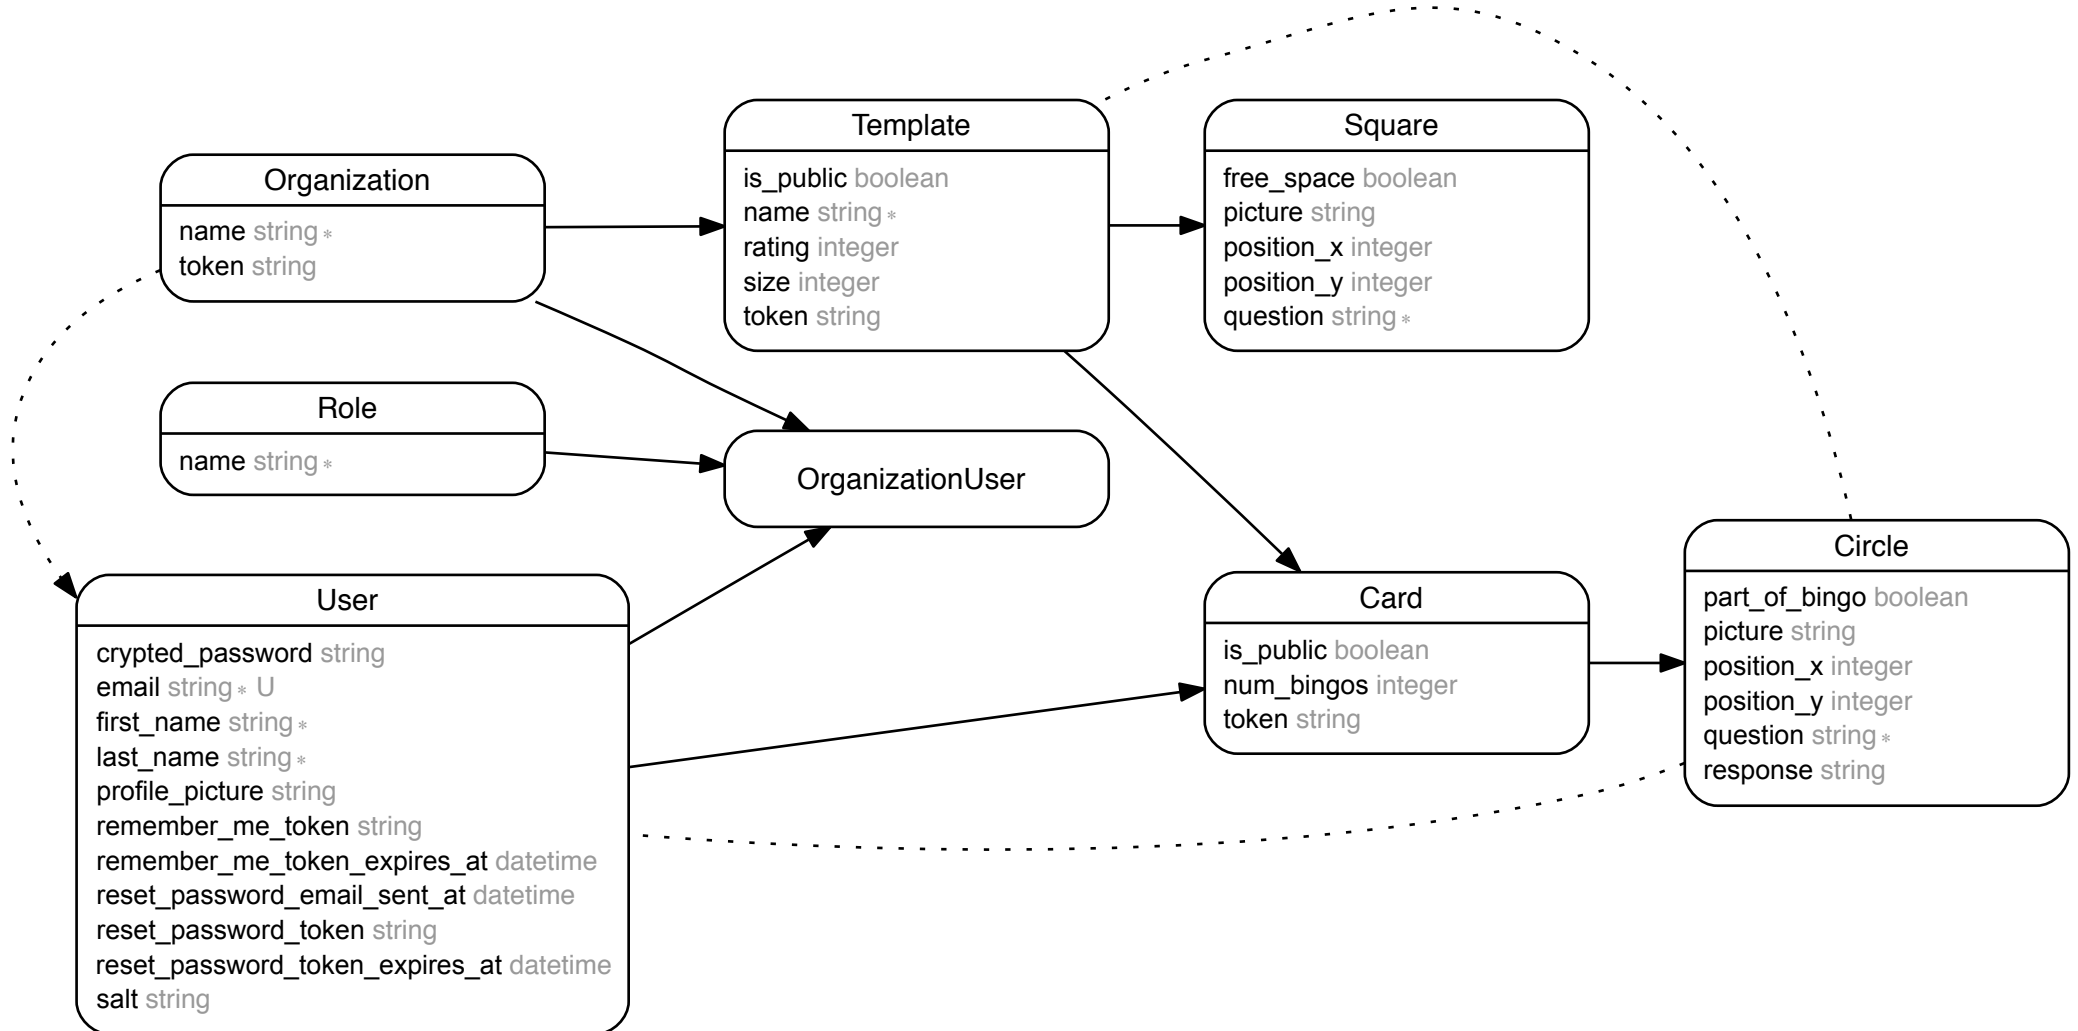 Organization
name string*
token string
Role
name string*
User
crypted_password string
email string* U
first_name string*
last_name string*
profile_picture string
remember_me_token string
remember_me_token_expires_at datetime
reset_password_email_sent_at datetime
reset_password_token string
reset_password_token_expires_at datetime
salt string
Template
is_public boolean
name string*
rating integer
size integer
token string
OrganizationUser
Square
free_space boolean
picture string
position_x integer
position_y integer
question string*
Card
is_public boolean
num_bingos integer
token string
Circle
part_of_bingo boolean
picture string
position_x integer
position_y integer
question string*
response string